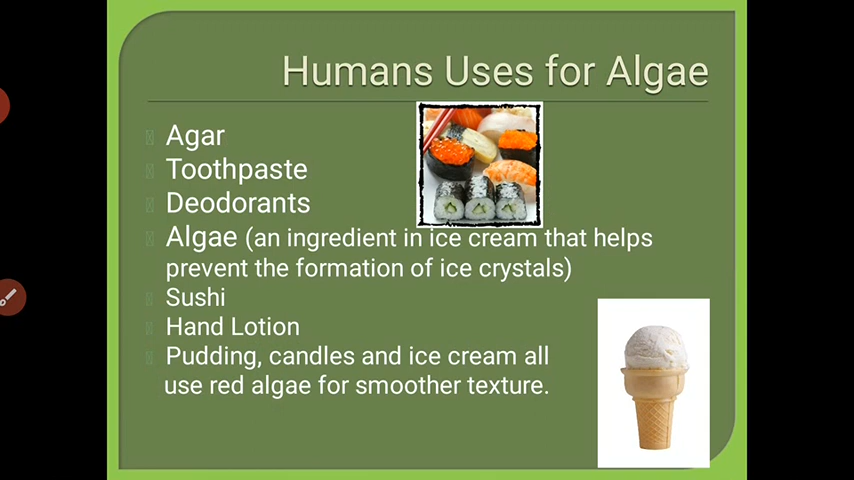 Humans Uses for Algae
Agar
Toothpaste
Deodorants
Algae (an ingredient in ice cream that helps
prevent the formation of ice crystals)
Sushi
Hand Lotion
Pudding, candles and ice cream all
use red algae for smoother texture.